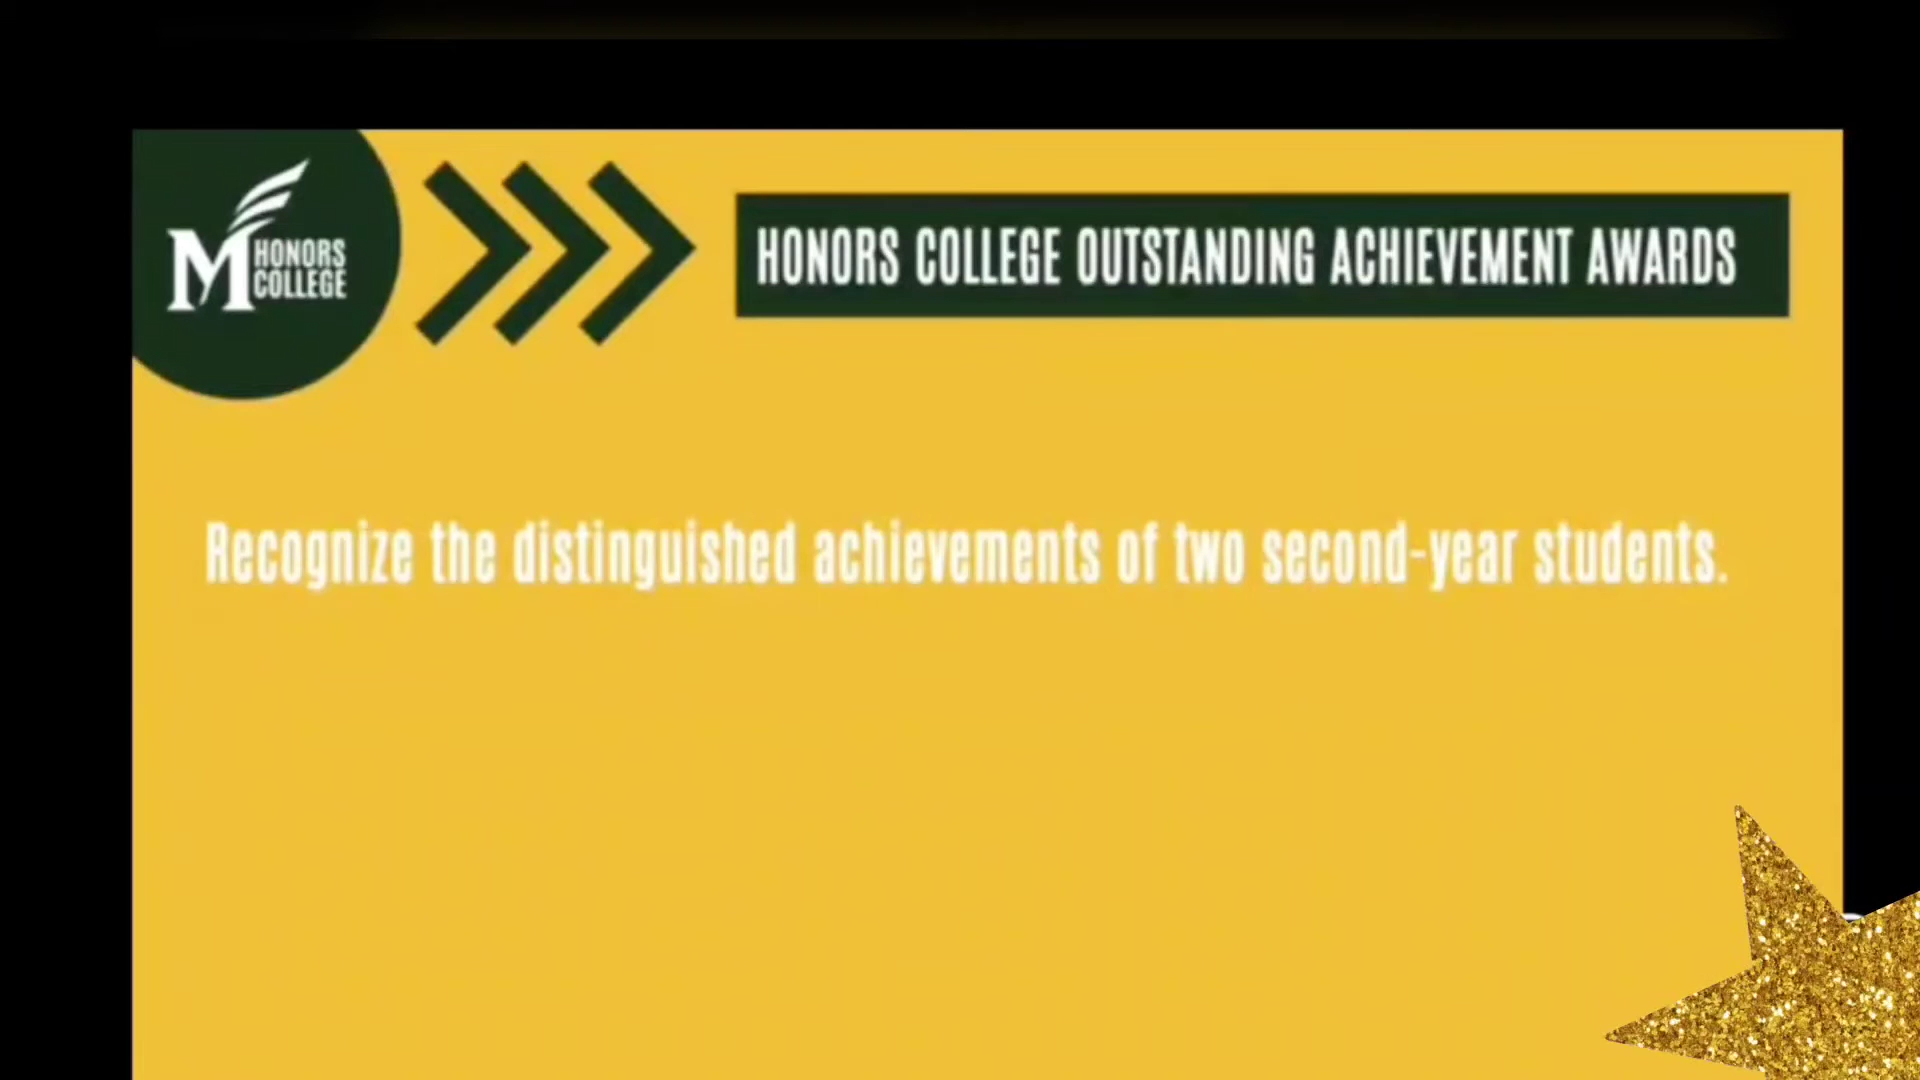 M HONORS
COLLEGE
HONORS COLLEGE OUTSTANDING ACHIEVEMENT AWARDS
Recognize the distinguished achievements of two second-year students.